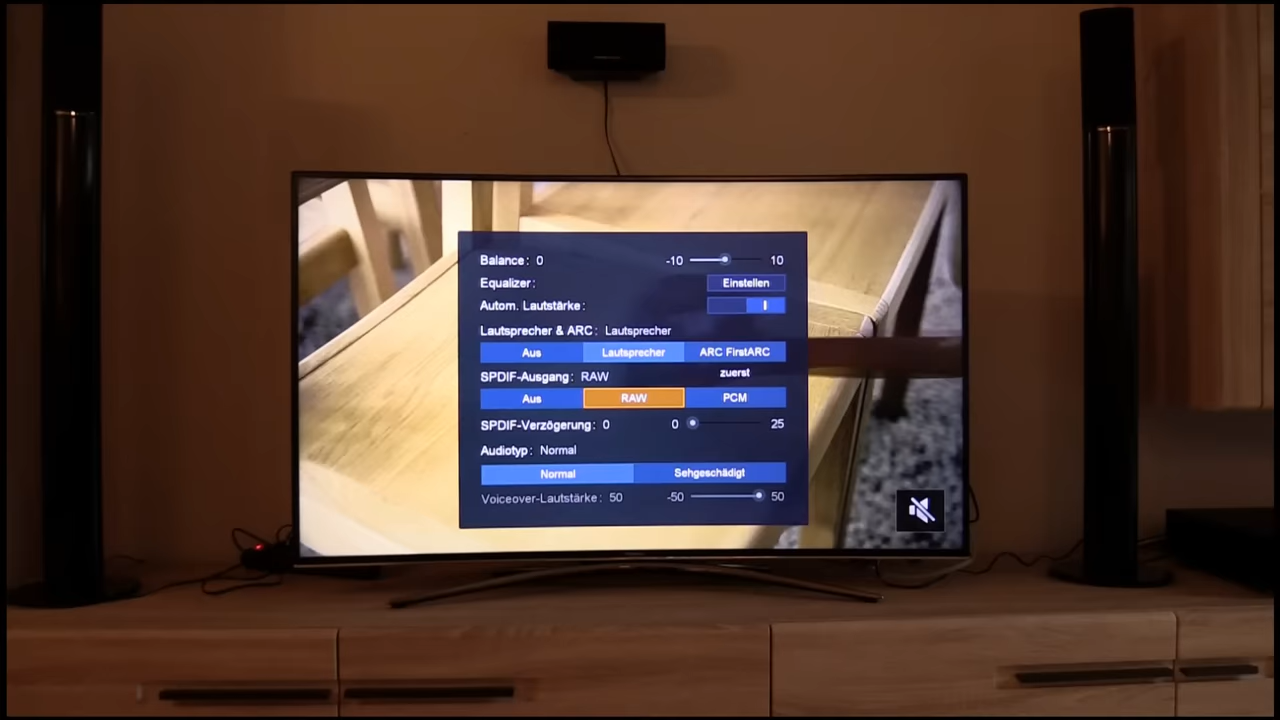 Balance: 0 -10 10
Equalizer: Einstellen
Autom. Lautstärke:
Lautsprecher & ARC: Lautsprecher
Aus Lautsprecher ARC FirstARC zuerst
SPDIF-Ausgang: RAW
Aus RAW PCM
SPDIF-Verzögerung: 0 0 25
Audiotyp: Normal
Normal Sehgeschädigt
Voiceover-Lautstärke: 50 -50 50